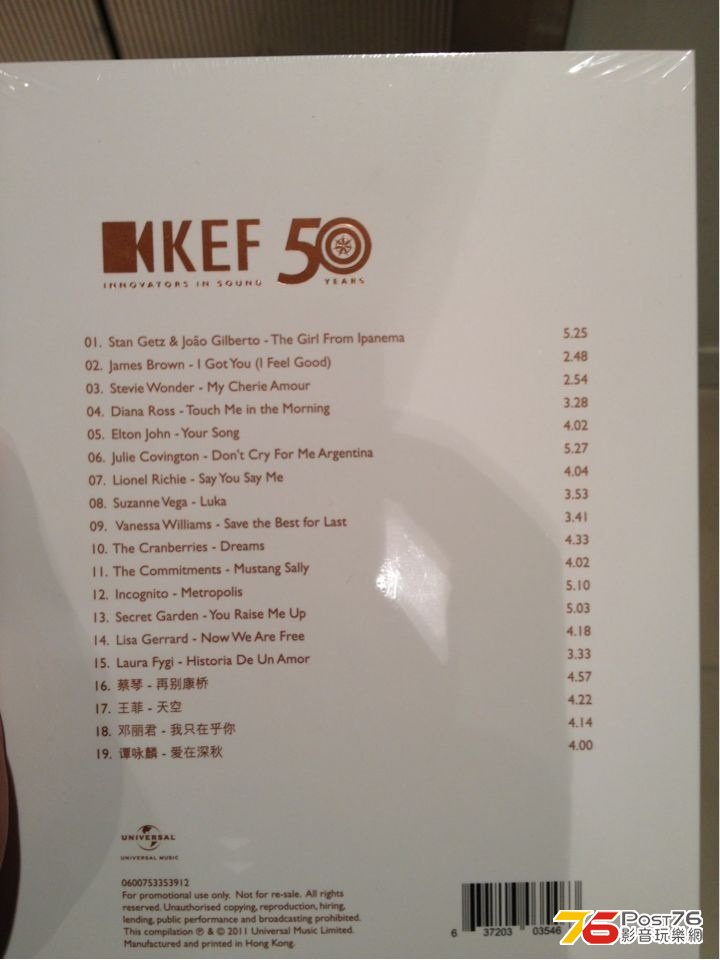 KEF 50
INNOVATORS IN SOUND YEARS
01. Stan Getz & João Gilberto - The Girl From Ipanema 5.25
02. James Brown - I Got You (I Feel Good) 2.48
03. Stevie Wonder - My Cherie Amour 2.54
04. Diana Ross - Touch Me in the Morning 3.28
05. Elton John - Your Song 4.02
06. Julie Covington - Don't Cry For Me Argentina 5.27
07. Lionel Richie - Say You Say Me 4.04
08. Suzanne Vega - Luka 3.53
09. Vanessa Williams - Save the Best for Last 3.41
10. The Cranberries - Dreams 4.33
11. The Commitments - Mustang Sally 4.02
12. Incognito - Metropolis 5.10
13. Secret Garden - You Raise Me Up 5.03
14. Lisa Gerrard - Now We Are Free 4.18
15. Laura Fygi - Historia De Un Amor 3.33
16. 蔡琴 - 再别康桥 4.57
17. 王菲 - 天空 4.22
18. 邓丽君 - 我只在乎你 4.14
19. 谭咏麟 - 爱在深秋 4.00
UNIVERSAL
UNIVERSAL MUSIC
0600753353912
For promotional use only. Not for re-sale. All rights
reserved. Unauthorised copying, reproduction, hiring,
lending, public performance and broadcasting prohibited.
This compilation ℗ & © 2011 Universal Music Limited.
Manufactured and printed in Hong Kong.
6 37203 03546
76 Post76
影音玩樂網